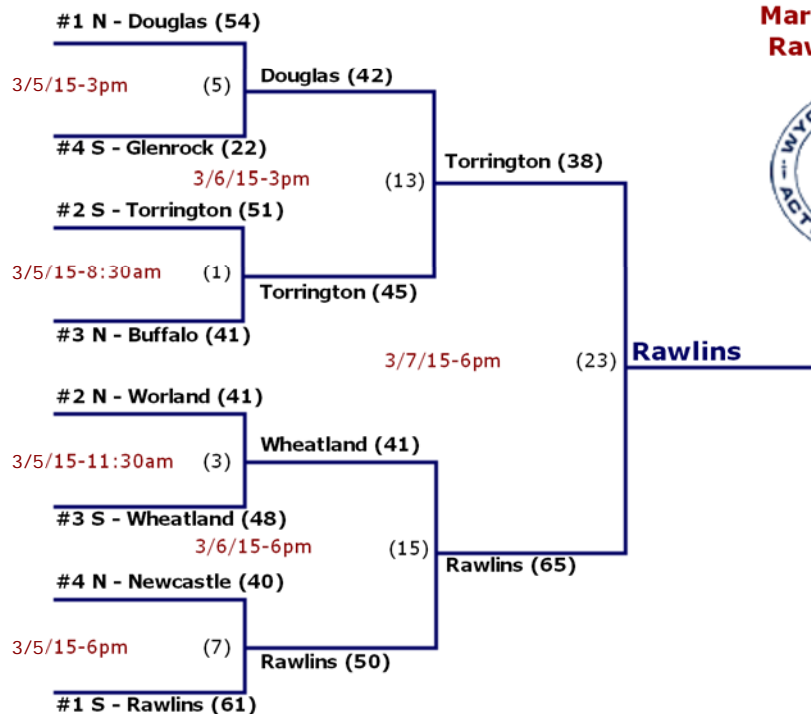 #1 N - Douglas (54)
3/5/15-3pm
(5)
Douglas (42)
#4 S - Glenrock (22)
3/6/15-3pm
(13)
Torrington (38)
#2 S - Torrington (51)
3/5/15-8:30am
(1)
Torrington (45)
#3 N - Buffalo (41)
3/7/15-6pm
(23)
Rawlins
#2 N - Worland (41)
3/5/15-11:30am
(3)
Wheatland (41)
#3 S - Wheatland (48)
3/6/15-6pm
(15)
Rawlins (65)
#4 N - Newcastle (40)
3/5/15-6pm
(7)
Rawlins (50)
#1 S - Rawlins (61)